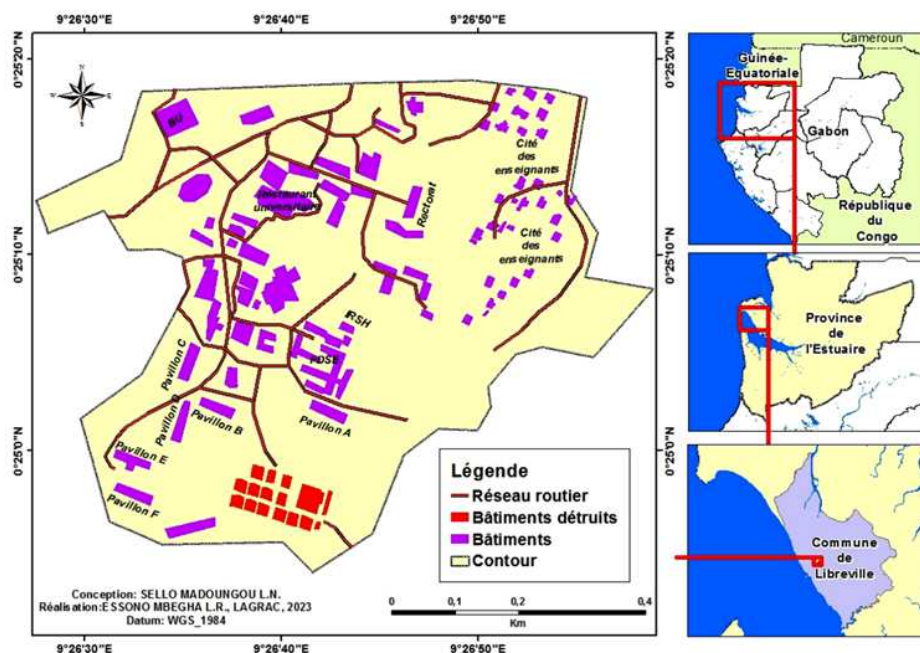 9°26'30"E
9°26'40"E
9°26'50"E
0°25'20"N
0°25'20"N
BU
Cité
des
enseignants
Restaurant
universitaire
Rectorat
0°25'10"N
0°25'10"N
Cité
des
enseignants
IRSH
FDSE
Pavillon C
Pavillon D
Pavillon B
Pavillon A
0°25'0"N
0°25'0"N
Pavillon E
Pavillon F
Légende
Réseau routier
Bâtiments détruits
Bâtiments
Contour
Conception: SELLO MADOUNGOU L.N.
Réalisation:ESSONO MBEGHA L.R., LAGRAC, 2023
Datum: WGS_1984
0
0,1
0,2
0,4
Km
9°26'30"E
9°26'40"E
9°26'50"E
Cameroun
Guinée-
Equatoriale
Gabon
République
du
Congo
Province
de
l'Estuaire
Commune
de
Libreville